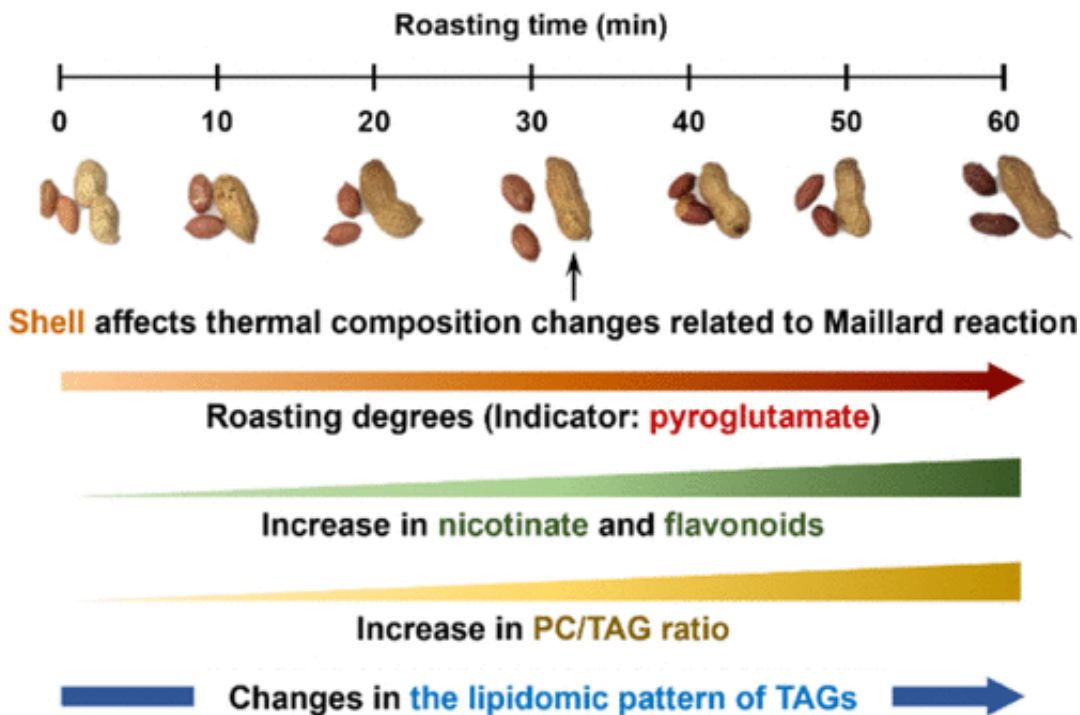 Roasting time (min)
0 10 20 30 40 50 60
Shell affects thermal composition changes related to Maillard reaction
Roasting degrees (Indicator: pyroglutamate)
Increase in nicotinate and flavonoids
Increase in PC/TAG ratio
Changes in the lipidomic pattern of TAGs